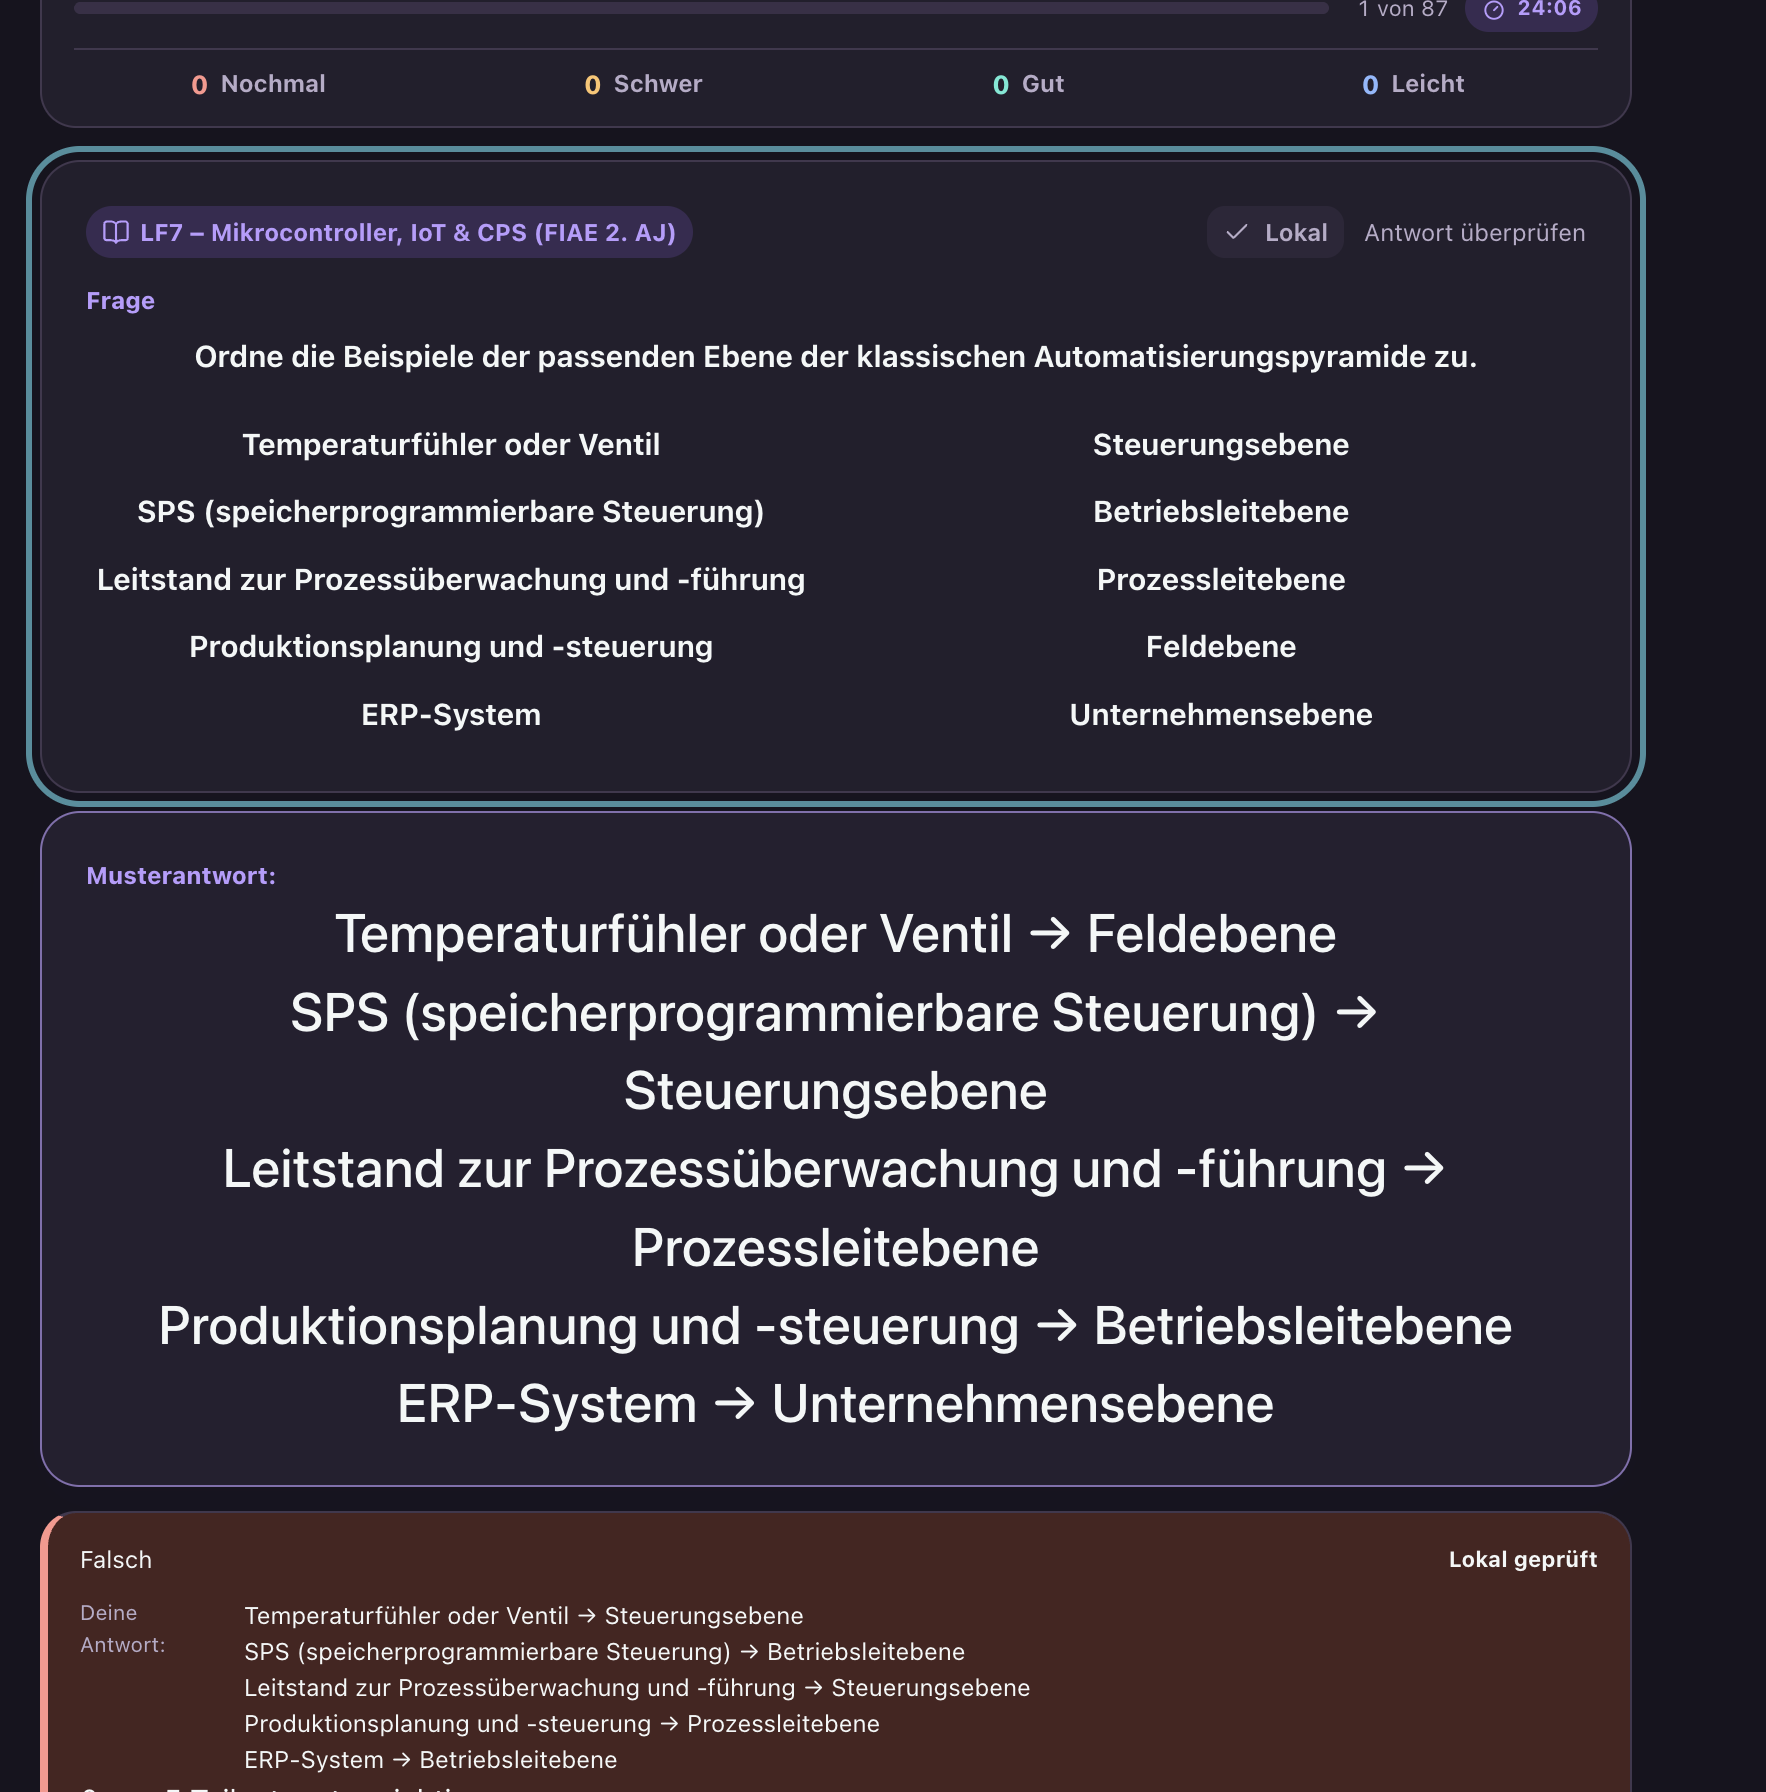 1 von 87 24:06
0 Nochmal 0 Schwer 0 Gut 0 Leicht
LF7 – Mikrocontroller, IoT & CPS (FIAE 2. AJ) Lokal Antwort überprüfen
Frage
Ordne die Beispiele der passenden Ebene der klassischen Automatisierungspyramide zu.
Temperaturfühler oder Ventil Steuerungsebene
SPS (speicherprogrammierbare Steuerung) Betriebsleitebene
Leitstand zur Prozessüberwachung und -führung Prozessleitebene
Produktionsplanung und -steuerung Feldebene
ERP-System Unternehmensebene
Musterantwort:
Temperaturfühler oder Ventil → Feldebene
SPS (speicherprogrammierbare Steuerung) →
Steuerungsebene
Leitstand zur Prozessüberwachung und -führung →
Prozessleitebene
Produktionsplanung und -steuerung → Betriebsleitebene
ERP-System → Unternehmensebene
Falsch Lokal geprüft
Deine
Antwort:
Temperaturfühler oder Ventil → Steuerungsebene
SPS (speicherprogrammierbare Steuerung) → Betriebsleitebene
Leitstand zur Prozessüberwachung und -führung → Steuerungsebene
Produktionsplanung und -steuerung → Prozessleitebene
ERP-System → Betriebsleitebene